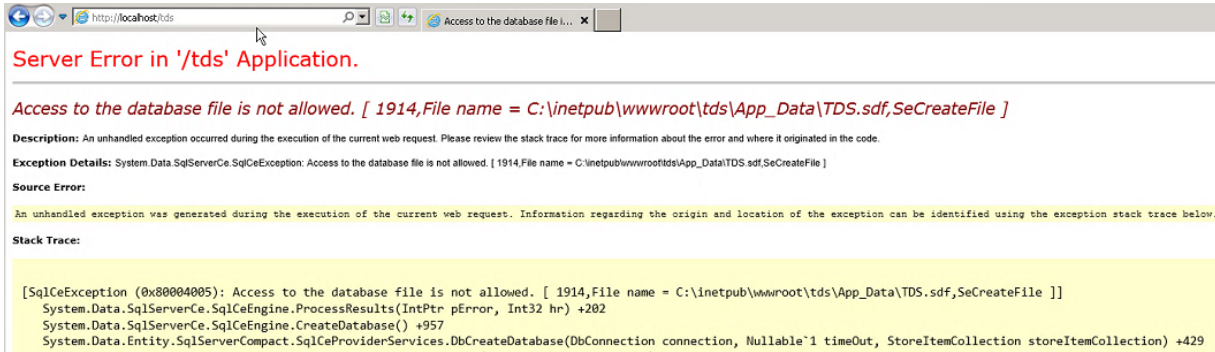 http://localhost/tds
Access to the database file i...
Server Error in '/tds' Application.
Access to the database file is not allowed. [ 1914,File name = C:\inetpub\wwwroot\tds\App_Data\TDS.sdf,SeCreateFile ]
Description: An unhandled exception occurred during the execution of the current web request. Please review the stack trace for more information about the error and where it originated in the code.
Exception Details: System.Data.SqlServerCe.SqlCeException: Access to the database file is not allowed. [ 1914,File name = C:\inetpub\wwwroot\tds\App_Data\TDS.sdf,SeCreateFile ]
Source Error:
An unhandled exception was generated during the execution of the current web request. Information regarding the origin and location of the exception can be identified using the exception stack trace below.
Stack Trace:
[SqlCeException (0x80004005): Access to the database file is not allowed. [ 1914,File name = C:\inetpub\wwwroot\tds\App_Data\TDS.sdf,SeCreateFile ]]
System.Data.SqlServerCe.SqlCeEngine.ProcessResults(IntPtr pError, Int32 hr) +202
System.Data.SqlServerCe.SqlCeEngine.CreateDatabase() +957
System.Data.Entity.SqlServerCompact.SqlCeProviderServices.DbCreateDatabase(DbConnection connection, Nullable`1 timeOut, StoreItemCollection storeItemCollection) +429